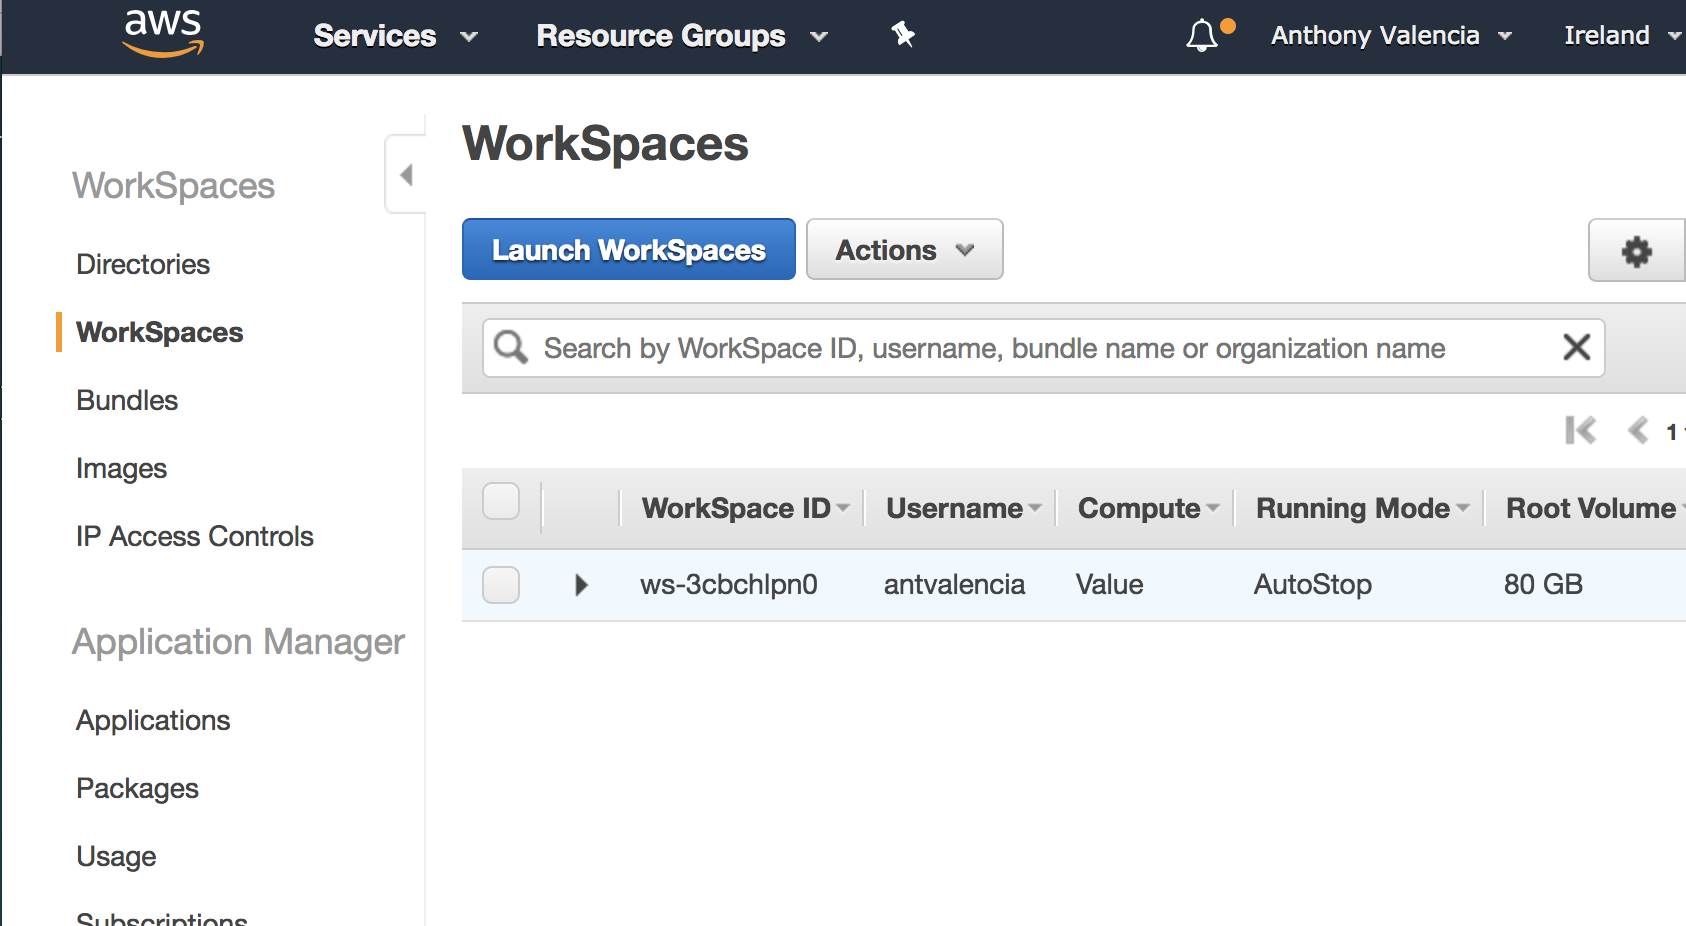 aws Services Resource Groups Anthony Valencia Ireland
WorkSpaces
Directories
WorkSpaces
Bundles
Images
IP Access Controls
Application Manager
Applications
Packages
Usage
Subscriptions
WorkSpaces
Launch WorkSpaces Actions
Search by WorkSpace ID, username, bundle name or organization name
1
WorkSpace ID Username Compute Running Mode Root Volume
ws-3cbchlpn0 antvalencia Value AutoStop 80 GB